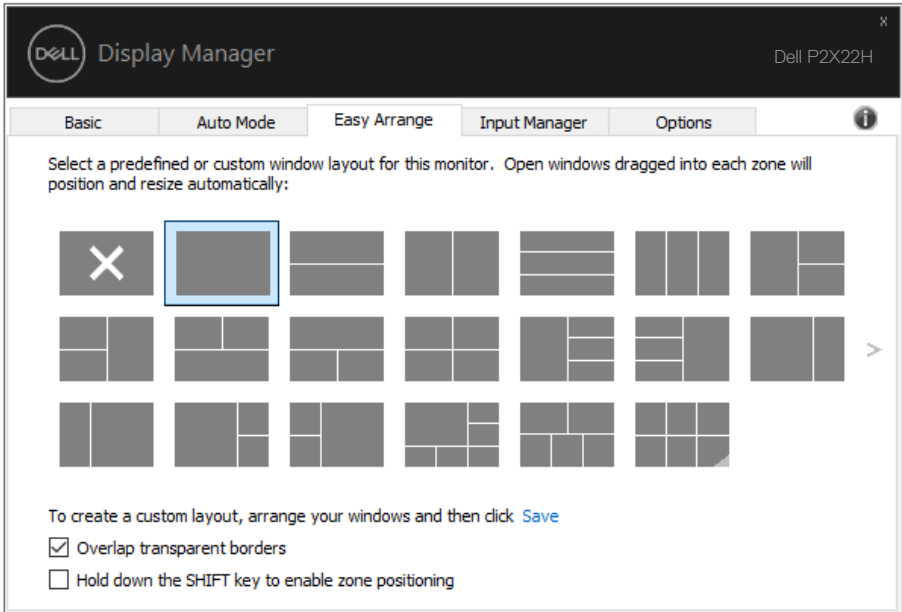 x
DELL Display Manager
Dell P2X22H
Basic Auto Mode Easy Arrange Input Manager Options
Select a predefined or custom window layout for this monitor. Open windows dragged into each zone will
position and resize automatically:
>
To create a custom layout, arrange your windows and then click Save
Overlap transparent borders
Hold down the SHIFT key to enable zone positioning